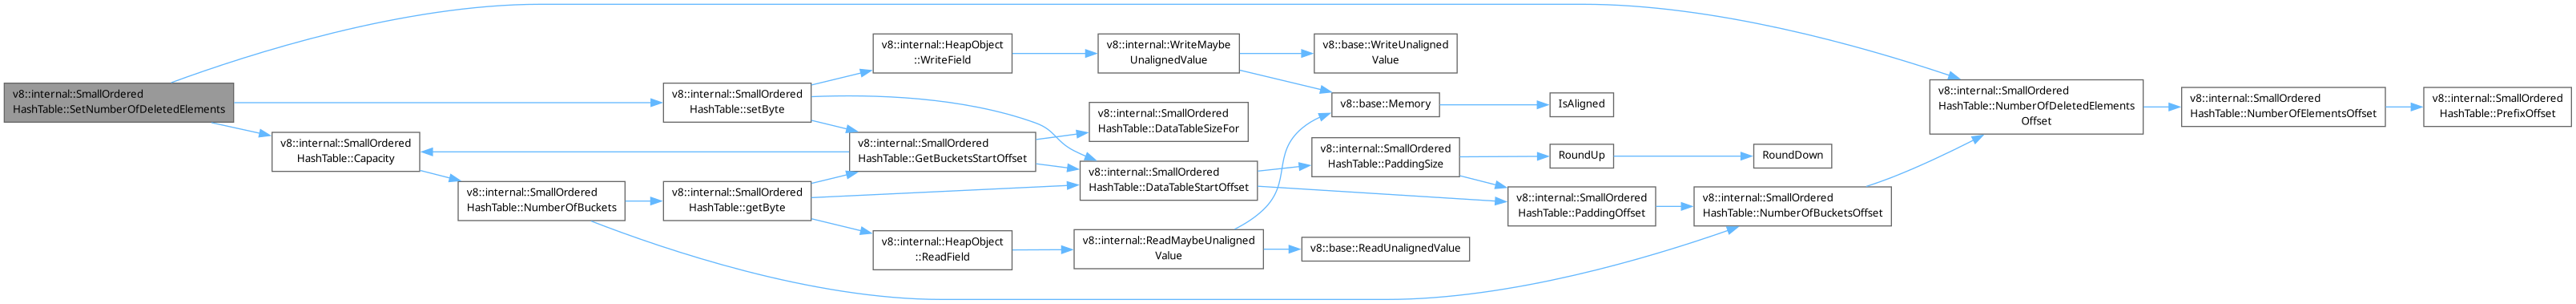 v8::internal::SmallOrdered
HashTable::SetNumberOfDeletedElements
v8::internal::SmallOrdered
HashTable::Capacity
v8::internal::SmallOrdered
HashTable::NumberOfBuckets
v8::internal::SmallOrdered
HashTable::setByte
v8::internal::SmallOrdered
HashTable::getByte
v8::internal::HeapObject
::WriteField
v8::internal::SmallOrdered
HashTable::GetBucketsStartOffset
v8::internal::HeapObject
::ReadField
v8::internal::WriteMaybe
UnalignedValue
v8::internal::SmallOrdered
HashTable::DataTableSizeFor
v8::internal::SmallOrdered
HashTable::DataTableStartOffset
v8::internal::ReadMaybeUnaligned
Value
v8::base::WriteUnaligned
Value
v8::base::Memory
v8::internal::SmallOrdered
HashTable::PaddingSize
v8::base::ReadUnalignedValue
IsAligned
RoundUp
v8::internal::SmallOrdered
HashTable::PaddingOffset
RoundDown
v8::internal::SmallOrdered
HashTable::NumberOfBucketsOffset
v8::internal::SmallOrdered
HashTable::NumberOfDeletedElements
Offset
v8::internal::SmallOrdered
HashTable::NumberOfElementsOffset
v8::internal::SmallOrdered
HashTable::PrefixOffset